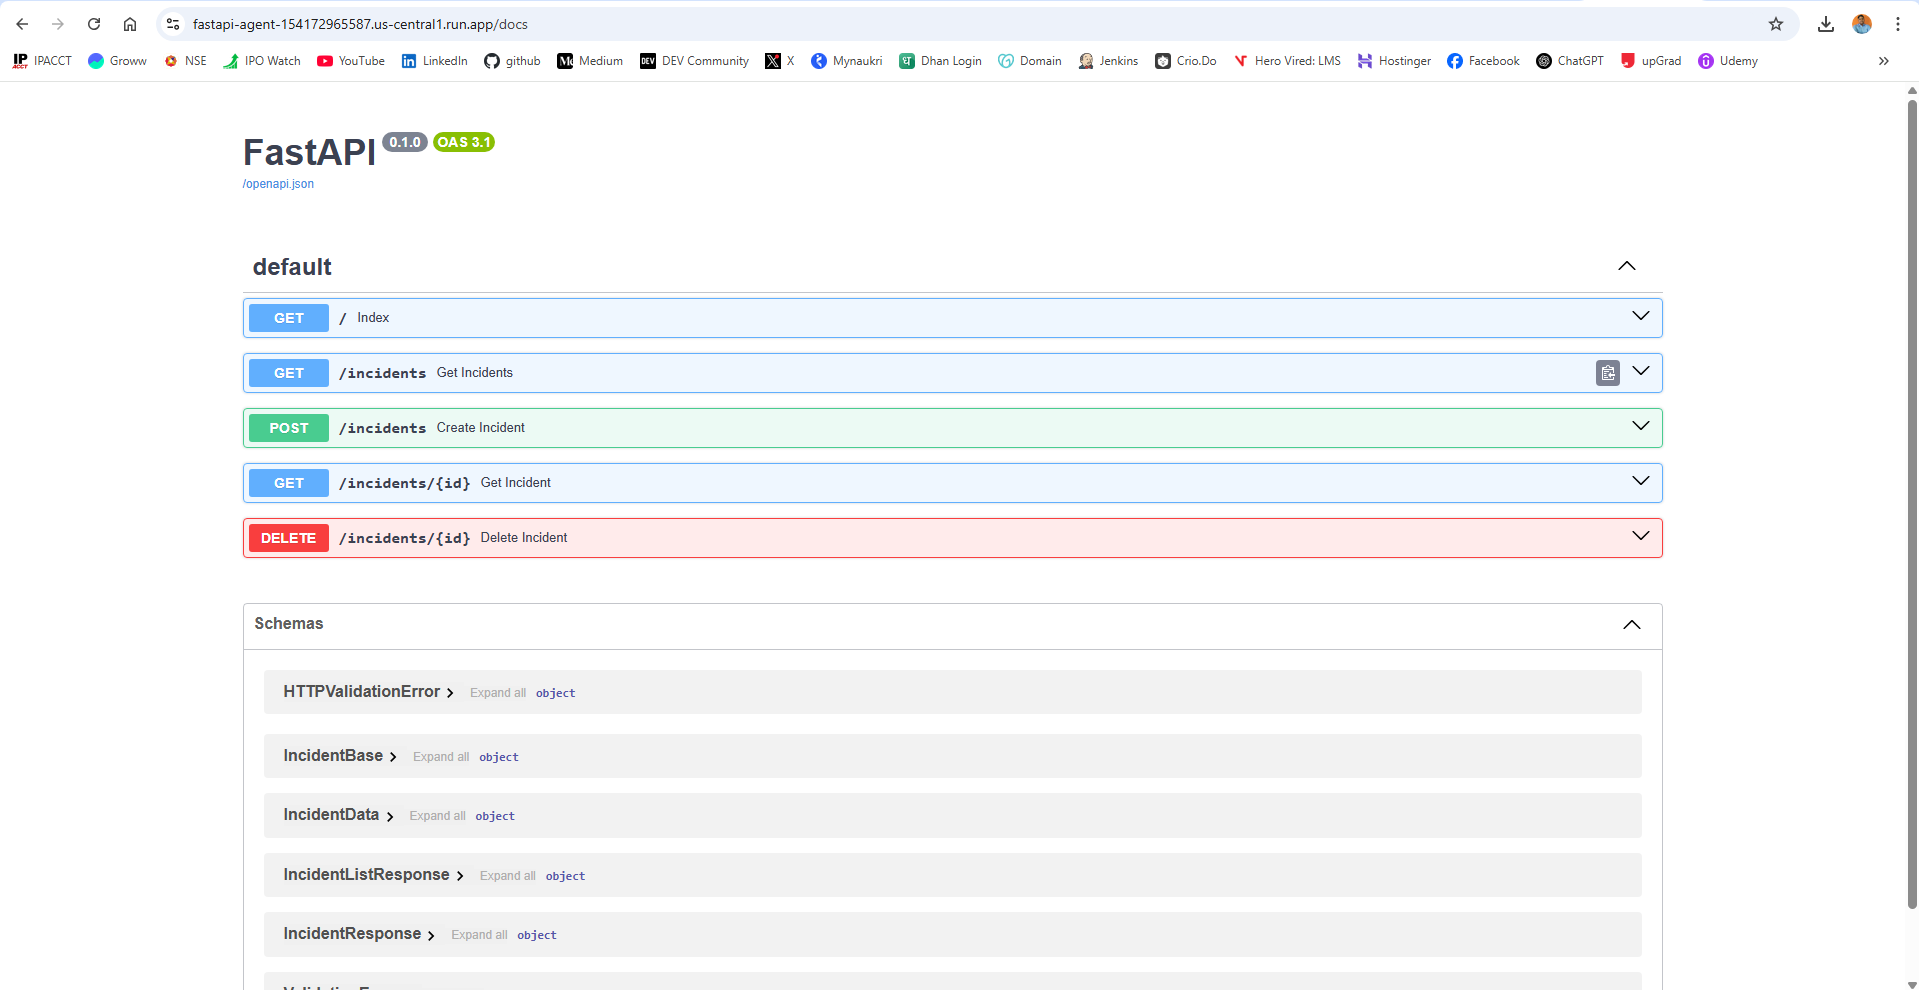 fastapi-agent-154172965587.us-central1.run.app/docs
IPACCT Groww NSE IPO Watch YouTube LinkedIn github Medium DEV Community X Mynaukri Dhan Login Domain Jenkins Crio.Do Hero Vired: LMS Hostinger Facebook ChatGPT upGrad Udemy
FastAPI 0.1.0 OAS 3.1
/openapi.json
default
GET / Index
GET /incidents Get Incidents
POST /incidents Create Incident
GET /incidents/{id} Get Incident
DELETE /incidents/{id} Delete Incident
Schemas
HTTPValidationError Expand all object
IncidentBase Expand all object
IncidentData Expand all object
IncidentListResponse Expand all object
IncidentResponse Expand all object